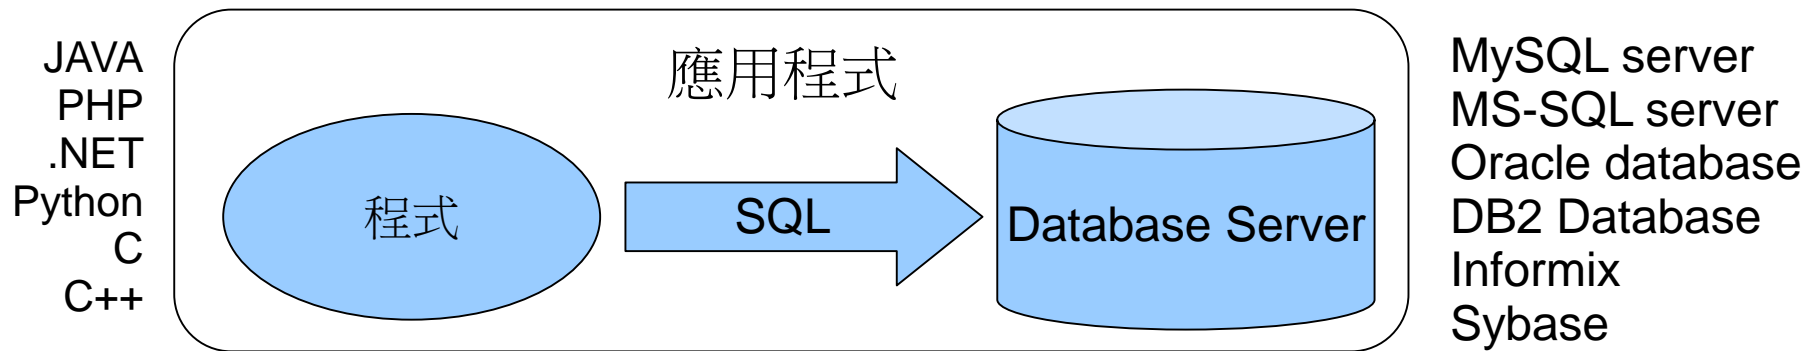 JAVA
PHP
.NET
Python
C
C++
應用程式
程式
SQL
Database Server
MySQL server
MS-SQL server
Oracle database
DB2 Database
Informix
Sybase